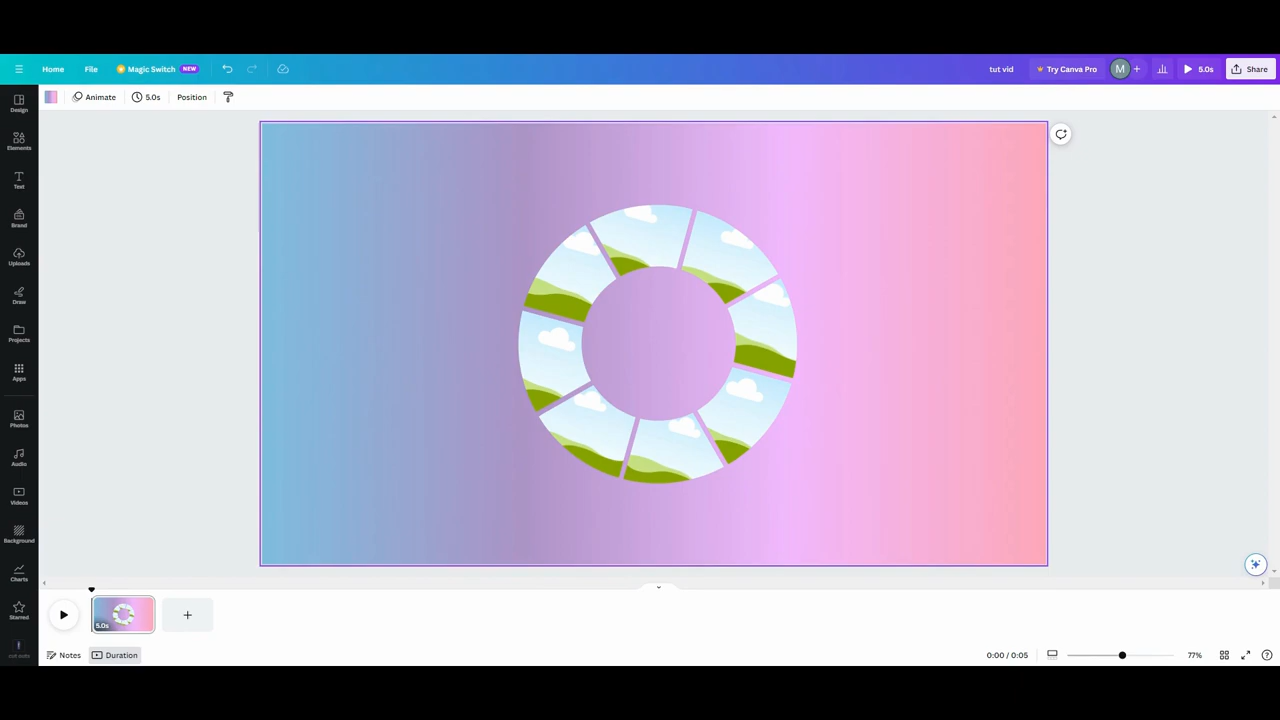 Home File Magic Switch NEW tut vid Try Canva Pro M + 5.0s Share
Design Animate 5.0s Position
Elements
Text
Brand
Uploads
Draw
Projects
Apps
Photos
Audio
Videos
Background
Charts
Starred
5.0s
Notes Duration 0:00 / 0:05 77%